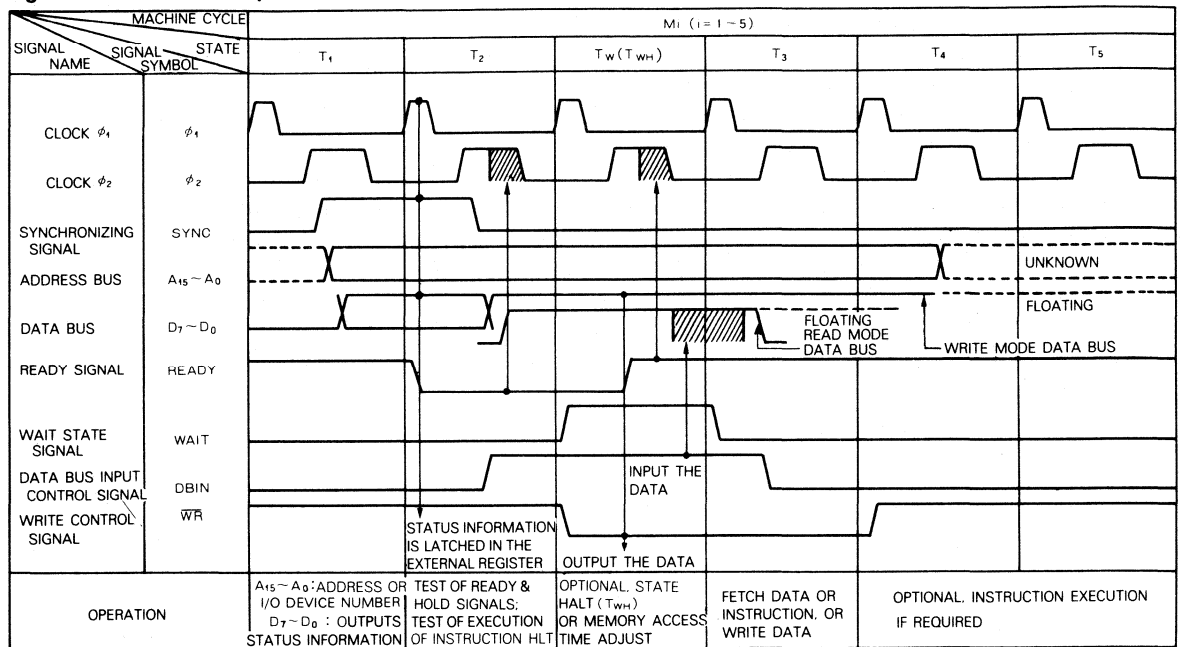 MACHINE CYCLE
Mi (i = 1~5)
SIGNAL NAME
SIGNAL SYMBOL
STATE
T1
T2
TW (TWH)
T3
T4
T5
CLOCK ϕ1
ϕ1
CLOCK ϕ2
ϕ2
SYNCHRONIZING
SIGNAL
SYNC
ADDRESS BUS
A15~A0
UNKNOWN
DATA BUS
D7~D0
FLOATING
FLOATING
READ MODE
DATA BUS
WRITE MODE DATA BUS
READY SIGNAL
READY
WAIT STATE
SIGNAL
WAIT
DATA BUS INPUT
CONTROL SIGNAL
DBIN
INPUT THE
DATA
WRITE CONTROL
SIGNAL
WR
STATUS INFORMATION
IS LATCHED IN THE
EXTERNAL REGISTER
OUTPUT THE DATA
OPERATION
A15~A0:ADDRESS OR
I/O DEVICE NUMBER
D7~D0 : OUTPUTS
STATUS INFORMATION
TEST OF READY &
HOLD SIGNALS;
TEST OF EXECUTION
OF INSTRUCTION HLT
OPTIONAL, STATE
HALT (TWH)
OR MEMORY ACCESS
TIME ADJUST
FETCH DATA OR
INSTRUCTION, OR
WRITE DATA
OPTIONAL, INSTRUCTION EXECUTION
IF REQUIRED